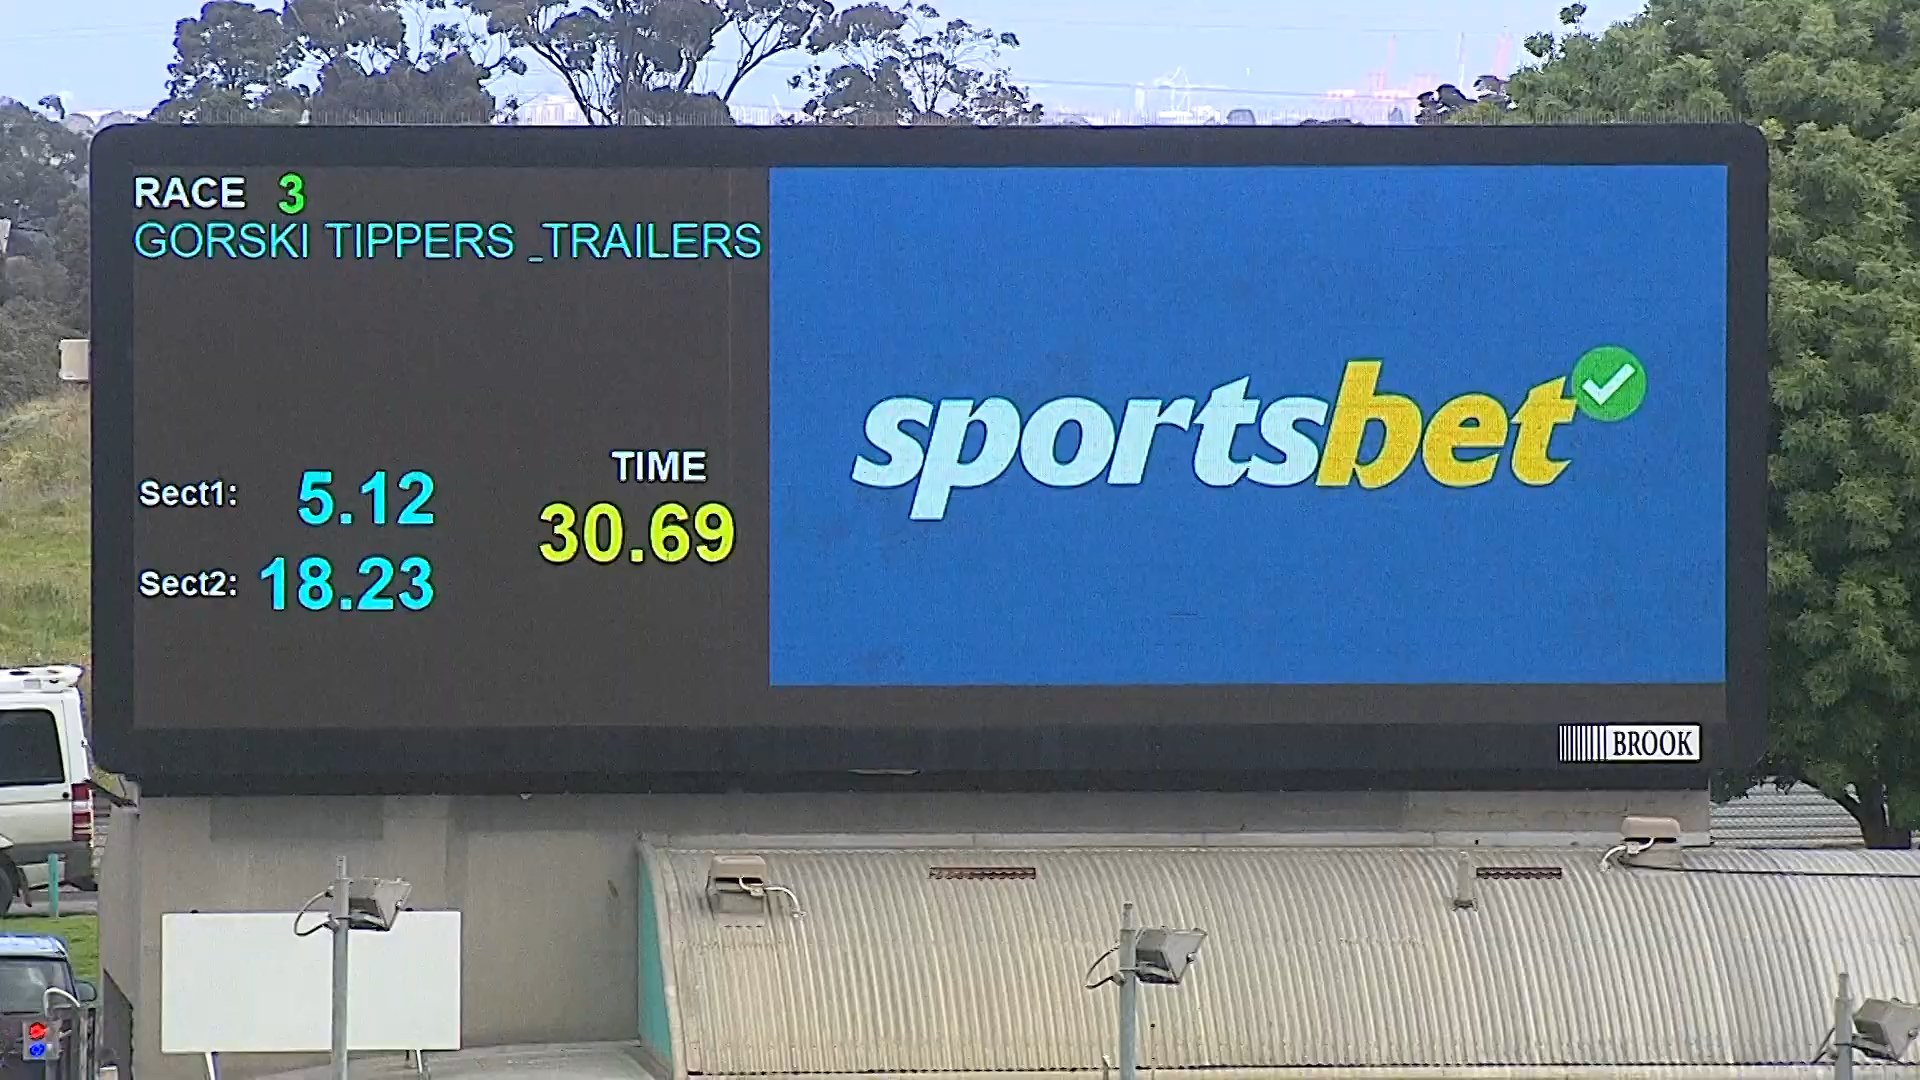 RACE 3
GORSKI TIPPERS _TRAILERS
Sect1: 5.12
Sect2: 18.23
TIME
30.69
sportsbet
BROOK